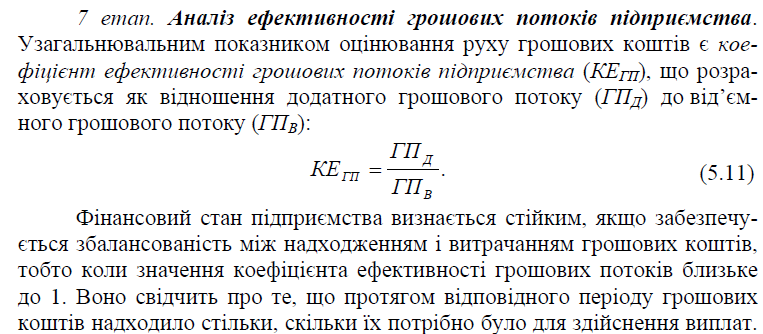 7 етап. Аналіз ефективності грошових потоків підприємства.
Узагальнювальним показником оцінювання руху грошових коштів є кое-
фіцієнт ефективності грошових потоків підприємства (КЕГП), що розра-
ховується як відношення додатного грошового потоку (ГПД) до від’єм-
ного грошового потоку (ГПВ):
КЕГП = ГПД / ГПВ. (5.11)
Фінансовий стан підприємства визнається стійким, якщо забезпечу-
ється збалансованість між надходженням і витрачанням грошових коштів,
тобто коли значення коефіцієнта ефективності грошових потоків близьке
до 1. Воно свідчить про те, що протягом відповідного періоду грошових
коштів надходило стільки, скільки їх потрібно було для здійснення виплат.